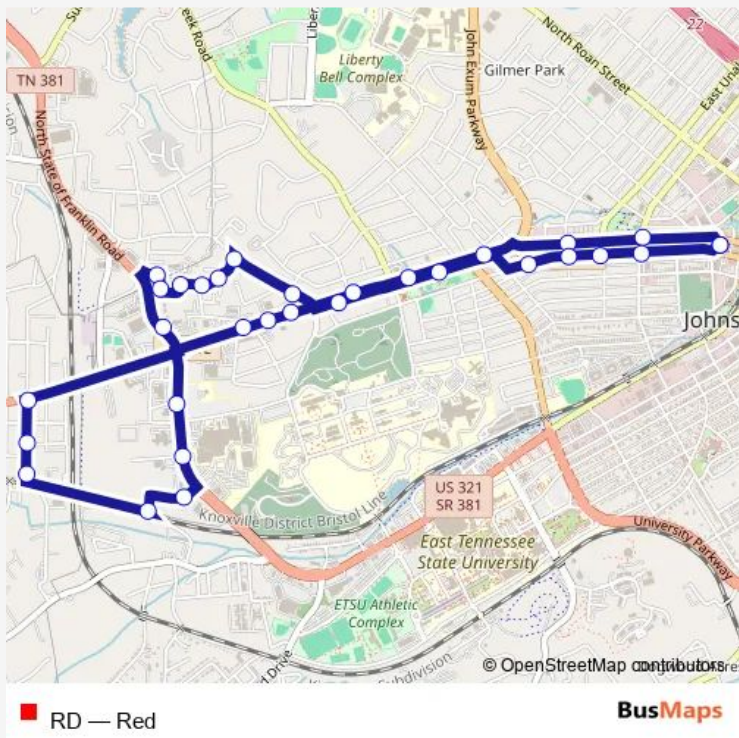 22
Liberty
Bell Complex
Gilmer Park
John Exum Parkway
North Roan Street
TN 381
North State of Franklin Road
Johns
US 321
SR 381
Knoxville District Bristol Line
East Tennessee
State University
University Parkway
ETSU Athletic
Complex
© OpenStreetMap contributors
RD — Red
BusMaps